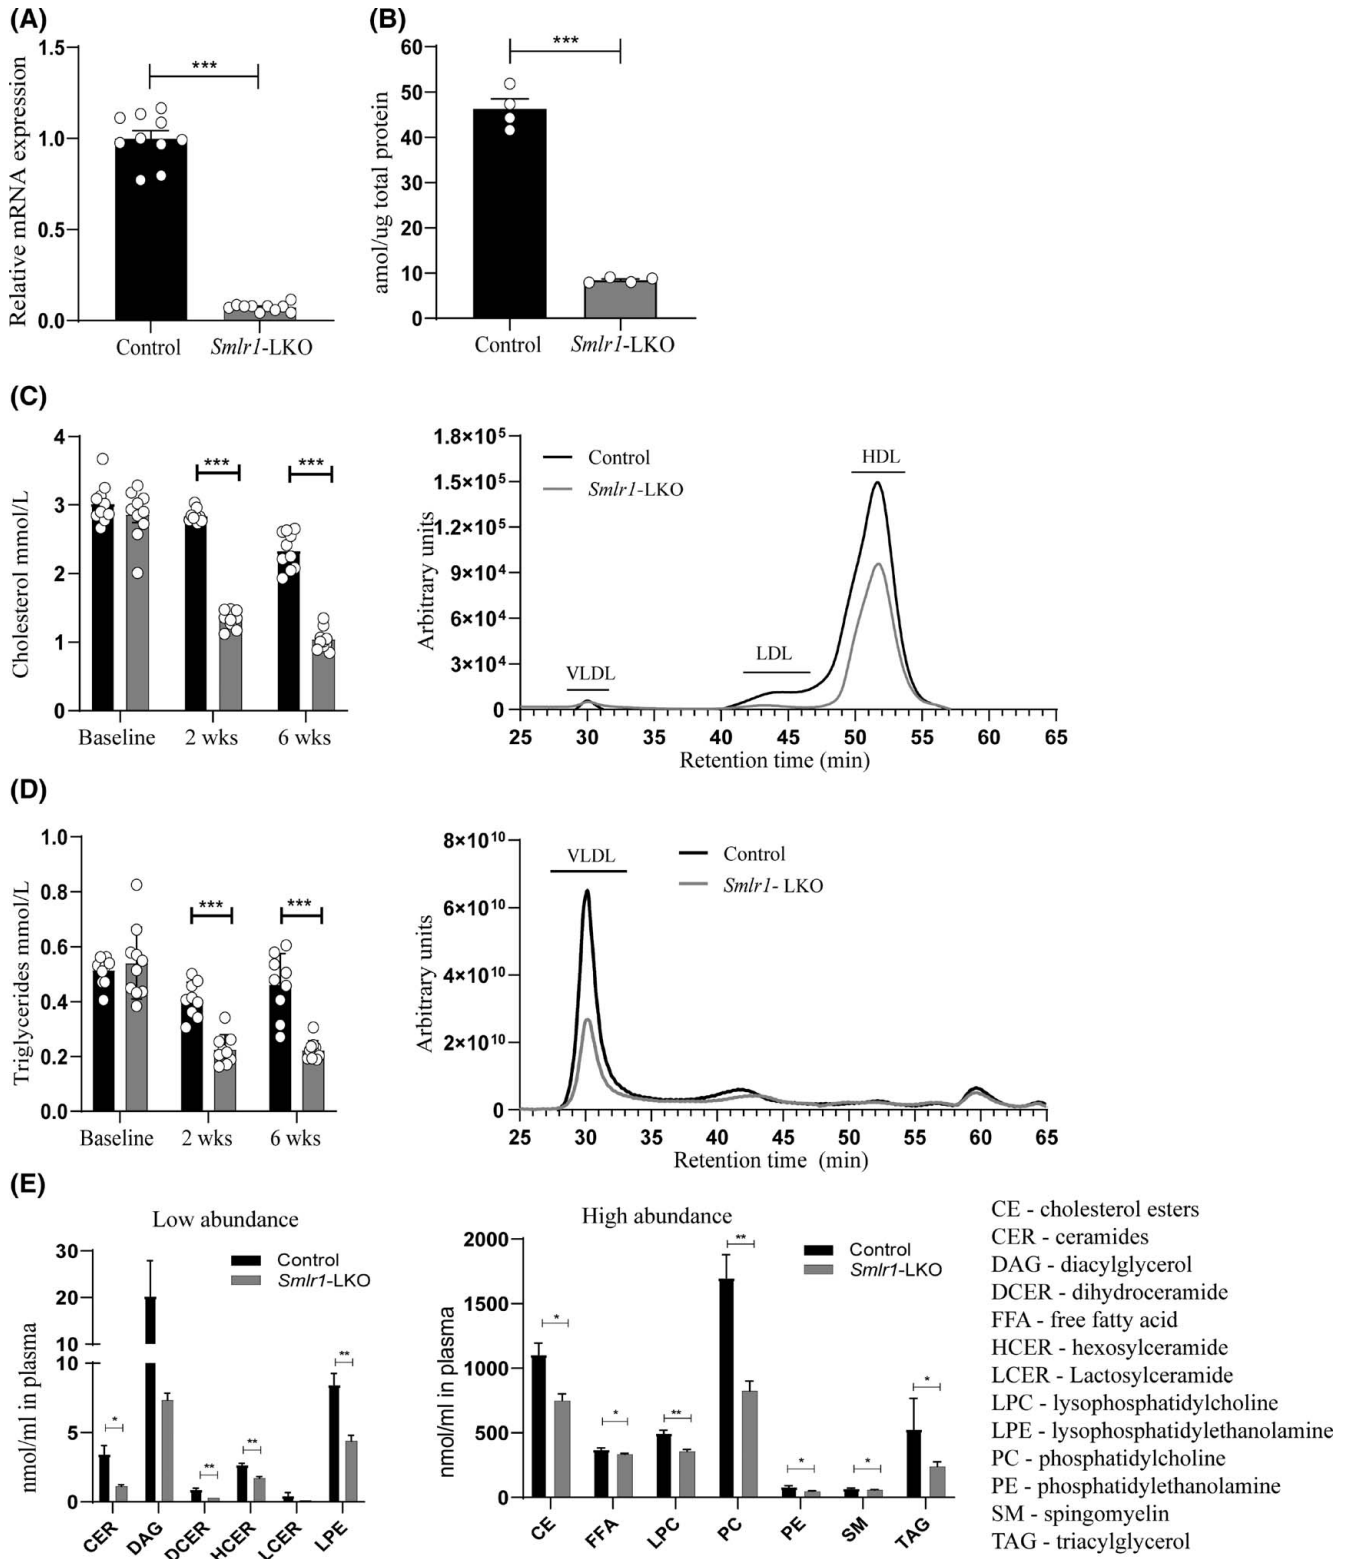 (A)
1.5
1.0
0.5
0.0
Relative mRNA expression
***
Control
Smlr1-LKO
(B)
60
50
40
30
20
10
0
amol/ug total protein
***
Control
Smlr1-LKO
(C)
4
3
2
1
0
Cholesterol mmol/L
***
***
Baseline
2 wks
6 wks
1.8×10⁵
1.5×10⁵
1.2×10⁵
9×10⁴
6×10⁴
3×10⁴
0
Arbitrary units
Control
Smlr1-LKO
VLDL
LDL
HDL
25 30 35 40 45 50 55 60 65
Retention time (min)
(D)
1.0
0.8
0.6
0.4
0.2
0.0
Triglycerides mmol/L
***
***
Baseline
2 wks
6 wks
8×10¹⁰
6×10¹⁰
4×10¹⁰
2×10¹⁰
0
Arbitrary units
VLDL
Control
Smlr1- LKO
25 30 35 40 45 50 55 60 65
Retention time (min)
(E)
Low abundance
30
20
10
10
5
0
nmol/ml in plasma
Control
Smlr1-LKO
*
**
**
**
CER
DAG
DCER
HCER
LCER
LPE
High abundance
2000
1500
1000
500
0
nmol/ml in plasma
Control
Smlr1-LKO
*
*
**
**
*
*
*
CE
FFA
LPC
PC
PE
SM
TAG
CE - cholesterol esters
CER - ceramides
DAG - diacylglycerol
DCER - dihydroceramide
FFA - free fatty acid
HCER - hexosylceramide
LCER - Lactosylceramide
LPC - lysophosphatidylcholine
LPE - lysophosphatidylethanolamine
PC - phosphatidylcholine
PE - phosphatidylethanolamine
SM - spingomyelin
TAG - triacylglycerol